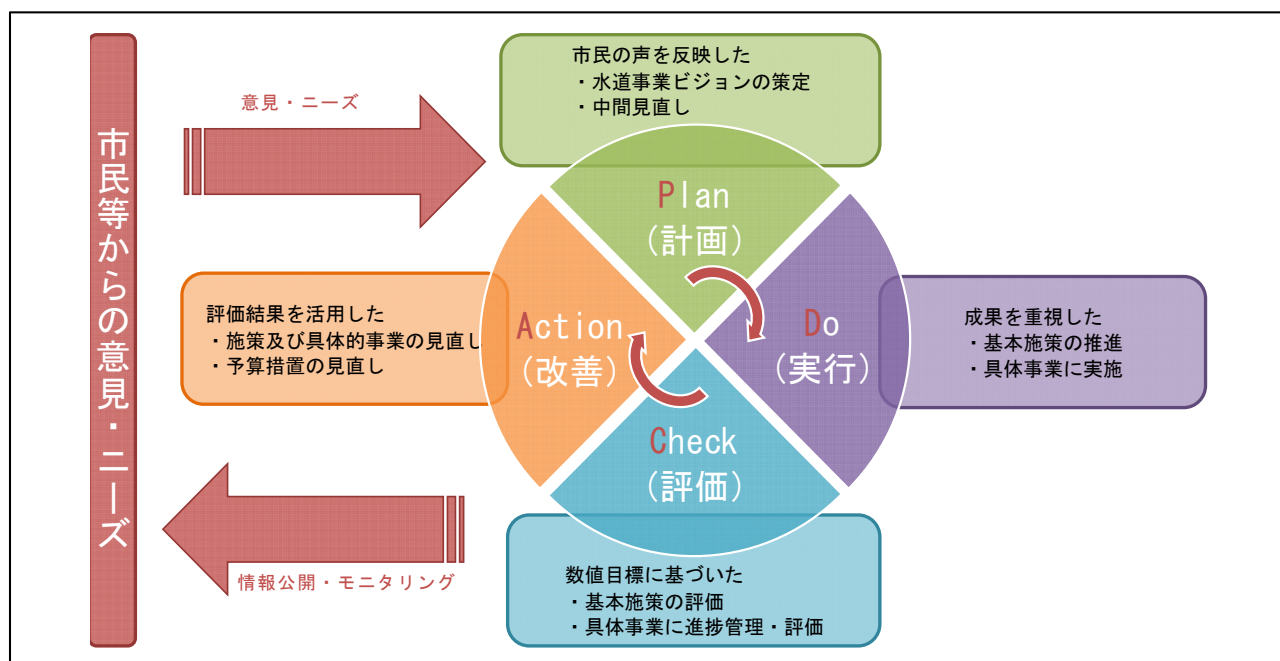 市民等からの意見・ニーズ
意見・ニーズ
市民の声を反映した
・水道事業ビジョンの策定
・中間見直し
Plan
(計画)
評価結果を活用した
・施策及び具体的事業の見直し
・予算措置の見直し
Action
(改善)
Do
(実行)
成果を重視した
・基本施策の推進
・具体事業に実施
Check
(評価)
情報公開・モニタリング
数値目標に基づいた
・基本施策の評価
・具体事業に進捗管理・評価